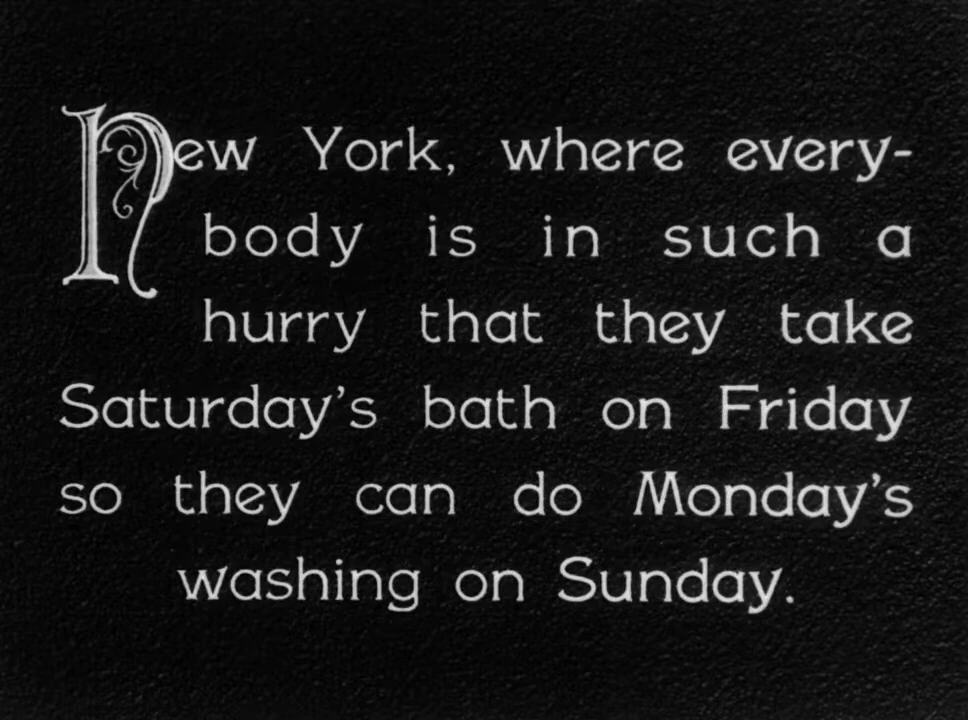 New York, where every-
body is in such a
hurry that they take
Saturday's bath on Friday
so they can do Monday's
washing on Sunday.